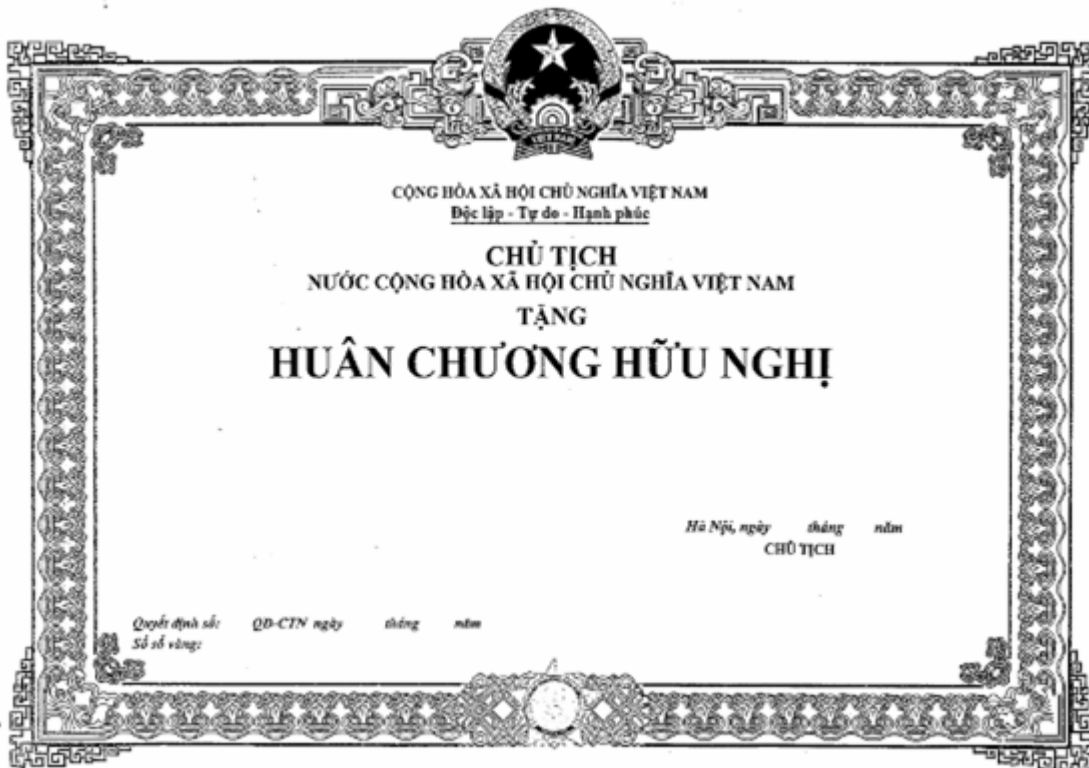 VIỆT NAM
CỘNG HÒA XÃ HỘI CHỦ NGHĨA VIỆT NAM
Độc lập - Tự do - Hạnh phúc
CHỦ TỊCH
NƯỚC CỘNG HÒA XÃ HỘI CHỦ NGHĨA VIỆT NAM
TẶNG
HUÂN CHƯƠNG HỮU NGHỊ
Hà Nội, ngày tháng năm
CHỦ TỊCH
Quyết định số: QĐ-CTN ngày tháng năm
Số sổ vàng: